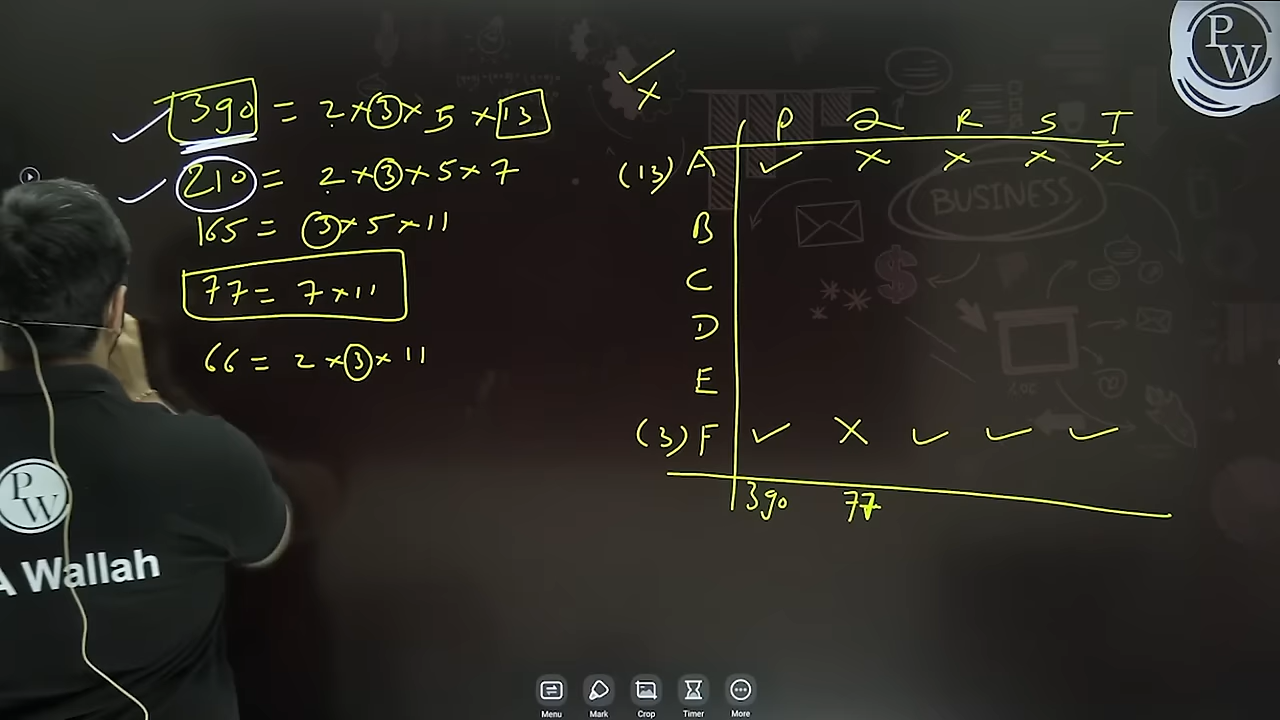 PW
390 = 2 × 3 × 5 × 13
210 = 2 × 3 × 5 × 7
165 = 3 × 5 × 11
77 = 7 × 11
66 = 2 × 3 × 11
✓
×
P Q R S T
(13) A ✓ × × × ×
B
C
D
E
(3) F ✓ × ✓ ✓ ✓
390 77
BUSINESS
PW
A Wallah
Menu Mark Crop Timer More